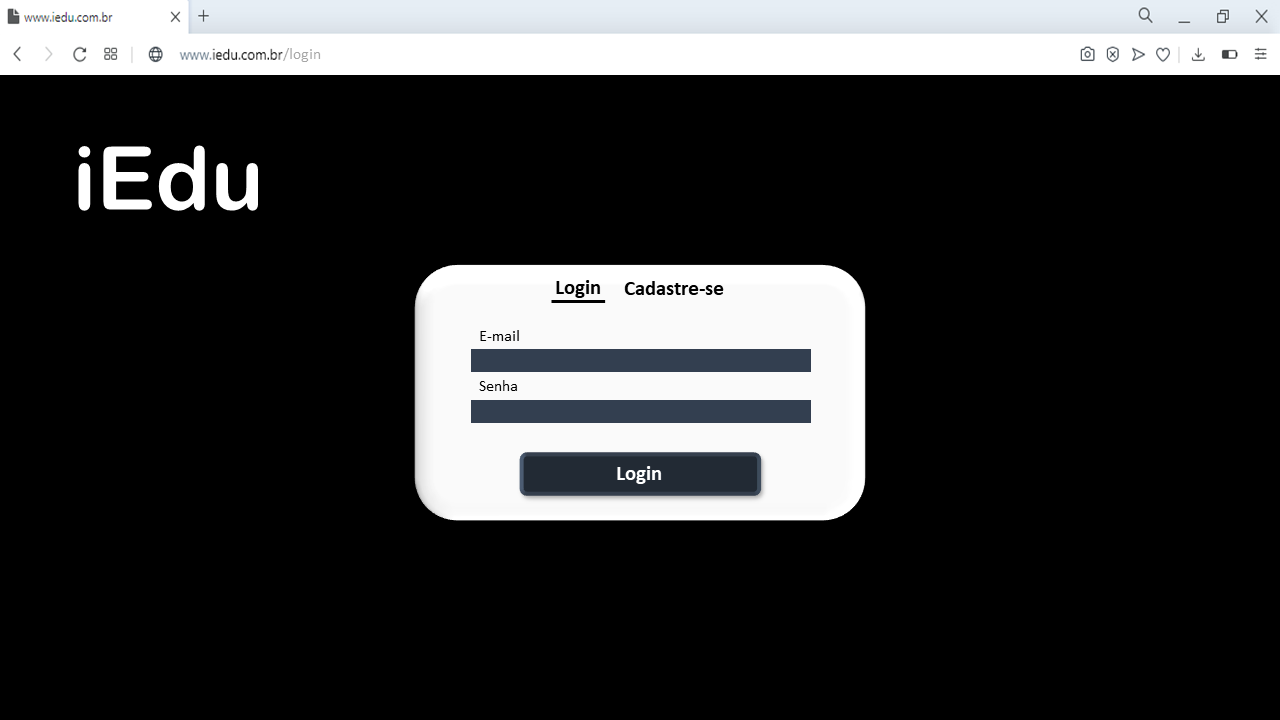 www.iedu.com.br
www.iedu.com.br/login
iEdu
Login Cadastre-se
E-mail
Senha
Login